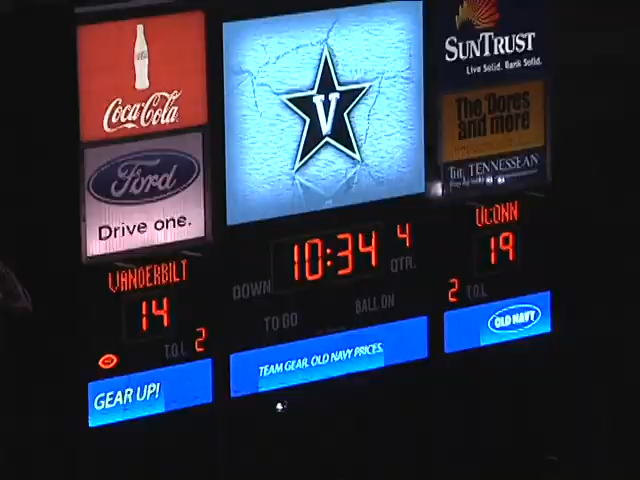 Coca-Cola
Ford
Drive one.
V
SUNTRUST
Live Solid. Bank Solid.
The 'Dores
and more
THE TENNESSEAN
VANDERBILT
14
T.O.L 2
10:34
4
QTR.
DOWN
TO GO
BALL ON
UCONN
19
2 T.O.L
GEAR UP!
TEAM GEAR. OLD NAVY PRICES.
OLD NAVY